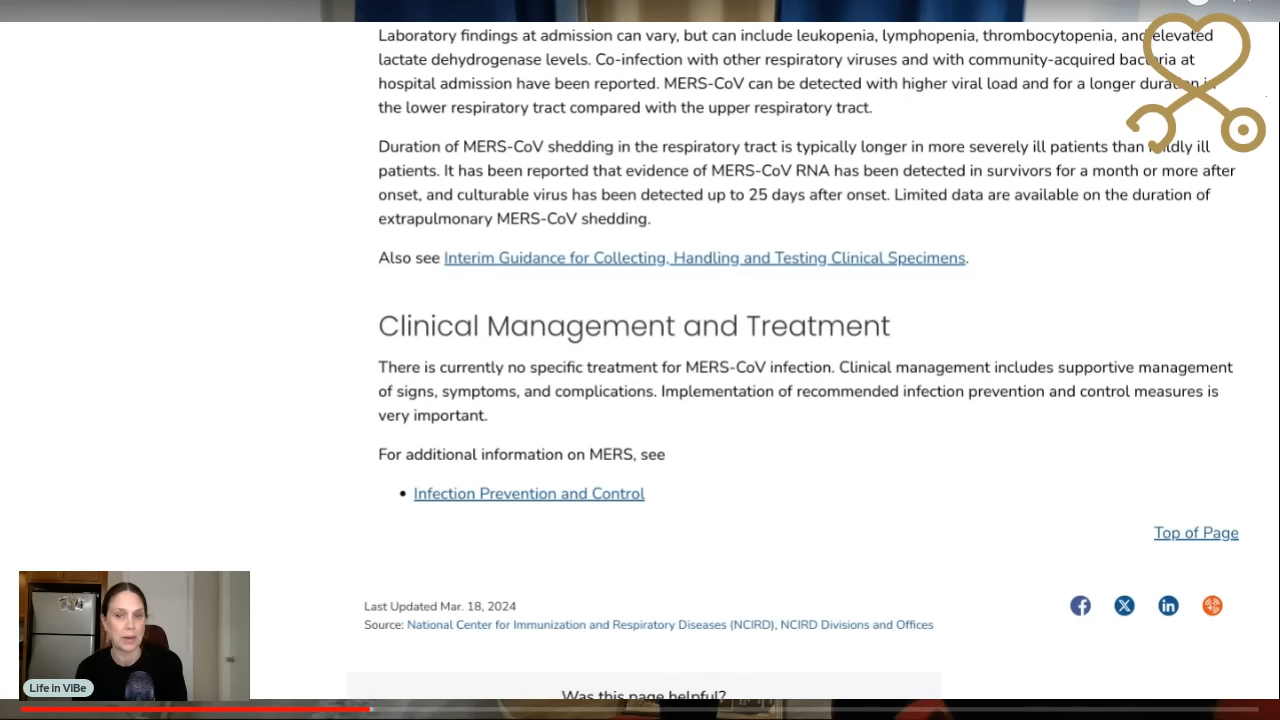 Laboratory findings at admission can vary, but can include leukopenia, lymphopenia, thrombocytopenia, and elevated
lactate dehydrogenase levels. Co-infection with other respiratory viruses and with community-acquired bacteria at
hospital admission have been reported. MERS-CoV can be detected with higher viral load and for a longer duration in
the lower respiratory tract compared with the upper respiratory tract.
Duration of MERS-CoV shedding in the respiratory tract is typically longer in more severely ill patients than mildly ill
patients. It has been reported that evidence of MERS-CoV RNA has been detected in survivors for a month or more after
onset, and culturable virus has been detected up to 25 days after onset. Limited data are available on the duration of
extrapulmonary MERS-CoV shedding.
Also see Interim Guidance for Collecting, Handling and Testing Clinical Specimens.
Clinical Management and Treatment
There is currently no specific treatment for MERS-CoV infection. Clinical management includes supportive management
of signs, symptoms, and complications. Implementation of recommended infection prevention and control measures is
very important.
For additional information on MERS, see
• Infection Prevention and Control
Top of Page
Last Updated Mar. 18, 2024
Source: National Center for Immunization and Respiratory Diseases (NCIRD), NCIRD Divisions and Offices
Was this page helpful?
Life in ViBe